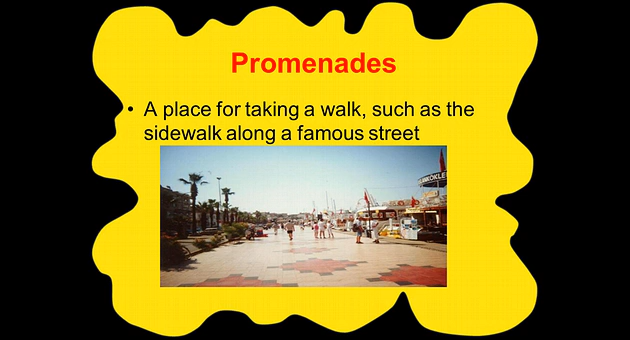 Promenades
• A place for taking a walk, such as the
sidewalk along a famous street